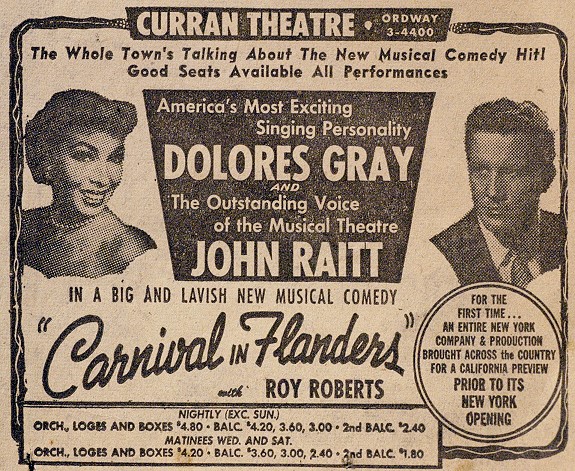 CURRAN THEATRE • ORDWAY 3-4400
The Whole Town's Talking About The New Musical Comedy Hit!
Good Seats Available All Performances
America's Most Exciting
Singing Personality
DOLORES GRAY
AND
The Outstanding Voice
of the Musical Theatre
JOHN RAITT
IN A BIG AND LAVISH NEW MUSICAL COMEDY
"Carnival IN Flanders"
with ROY ROBERTS
FOR THE
FIRST TIME...
AN ENTIRE NEW YORK
COMPANY & PRODUCTION
BROUGHT ACROSS the COUNTRY
FOR A CALIFORNIA PREVIEW
PRIOR TO ITS
NEW YORK
OPENING
NIGHTLY (EXC. SUN.)
ORCH., LOGES AND BOXES $4.80 • BALC. $4.20, 3.60, 3.00 • 2nd BALC. $2.40
MATINEES WED. AND SAT.
ORCH., LOGES AND BOXES $4.20 • BALC. $3.60, 3.00, 2.40 • 2nd BALC. $1.80